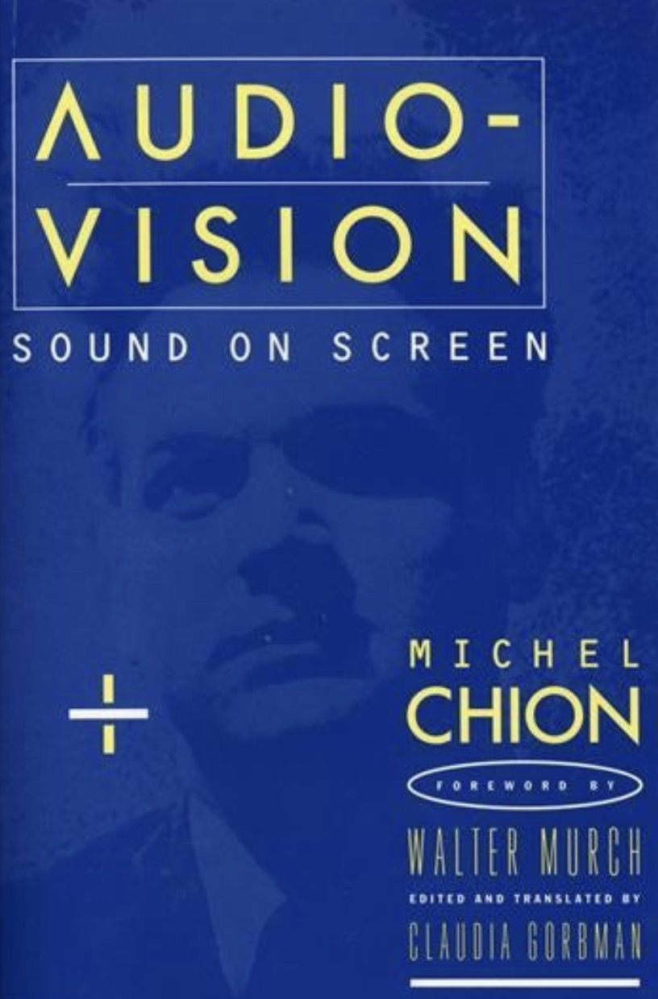 AUDIO-
VISION
SOUND ON SCREEN
MICHEL
CHION
FOREWORD BY
WALTER MURCH
EDITED AND TRANSLATED BY
CLAUDIA GORBMAN